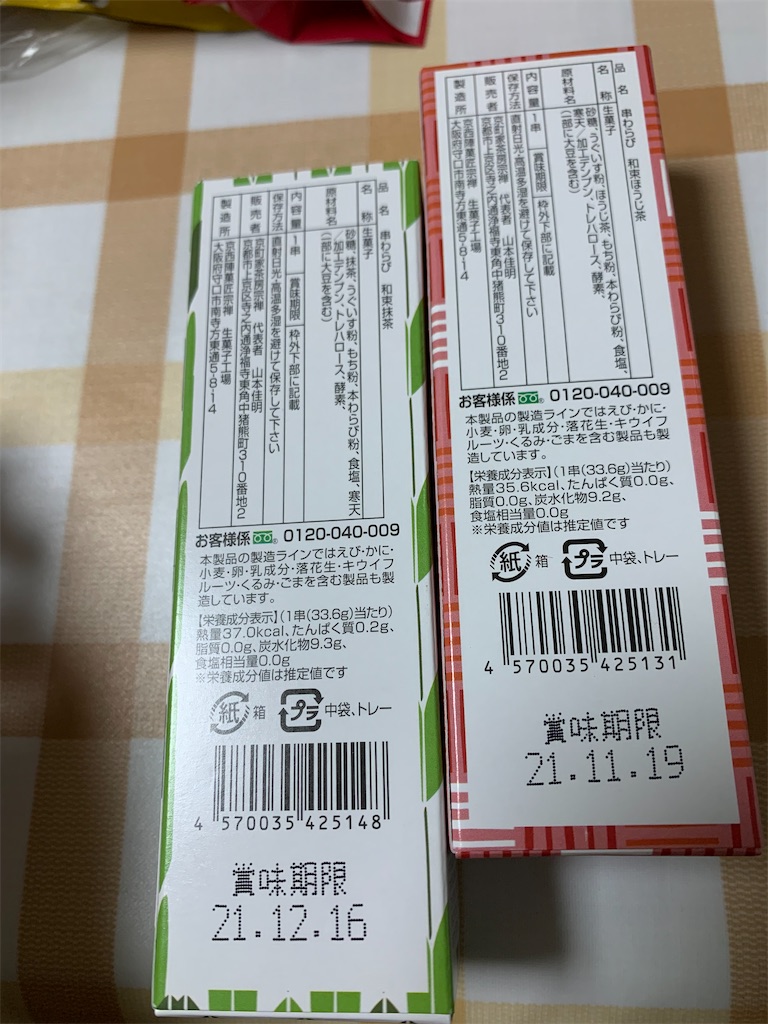 品名 串わらび 和束抹茶
名称 生菓子
原材料名 砂糖、抹茶、うぐいす粉、もち粉、本わらび粉、食塩、寒天
/加工デンプン、トレハロース、酵素、
(一部に大豆を含む)
内容量 1串 賞味期限 枠外下部に記載
保存方法 直射日光・高温多湿を避けて保存して下さい
販売者 京町家茶房宗禅 代表者 山本佳明
京都市上京区寺之内通浄福寺東角中猪熊町310番地2
製造所 京西陣菓匠宗禅 生菓子工場
大阪府守口市南寺方東通5-8-14
お客様係 0120-040-009
本製品の製造ラインではえび・かに・
小麦・卵・乳成分・落花生・キウイフ
ルーツ・くるみ・ごまを含む製品も製
造しています。
【栄養成分表示】(1串(33.6g)当たり)
熱量37.0kcal、たんぱく質0.2g、
脂質0.0g、炭水化物9.3g、
食塩相当量0.0g
※栄養成分値は推定値です
紙 箱 プラ 中袋、トレー
4 570035 425148
賞味期限
21.12.16
品名 串わらび 和束ほうじ茶
名称 生菓子
原材料名 砂糖、うぐいす粉、ほうじ茶、もち粉、本わらび粉、食塩、
寒天/加工デンプン、トレハロース、酵素、
(一部に大豆を含む)
内容量 1串 賞味期限 枠外下部に記載
保存方法 直射日光・高温多湿を避けて保存して下さい
販売者 京町家茶房宗禅 代表者 山本佳明
京都市上京区寺之内通浄福寺東角中猪熊町310番地2
製造所 京西陣菓匠宗禅 生菓子工場
大阪府守口市南寺方東通5-8-14
お客様係 0120-040-009
本製品の製造ラインではえび・かに・
小麦・卵・乳成分・落花生・キウイフ
ルーツ・くるみ・ごまを含む製品も製
造しています。
【栄養成分表示】(1串(33.6g)当たり)
熱量35.6kcal、たんぱく質0.0g、
脂質0.0g、炭水化物9.2g、
食塩相当量0.0g
※栄養成分値は推定値です
紙 箱 プラ 中袋、トレー
4 570035 425131
賞味期限
21.11.19